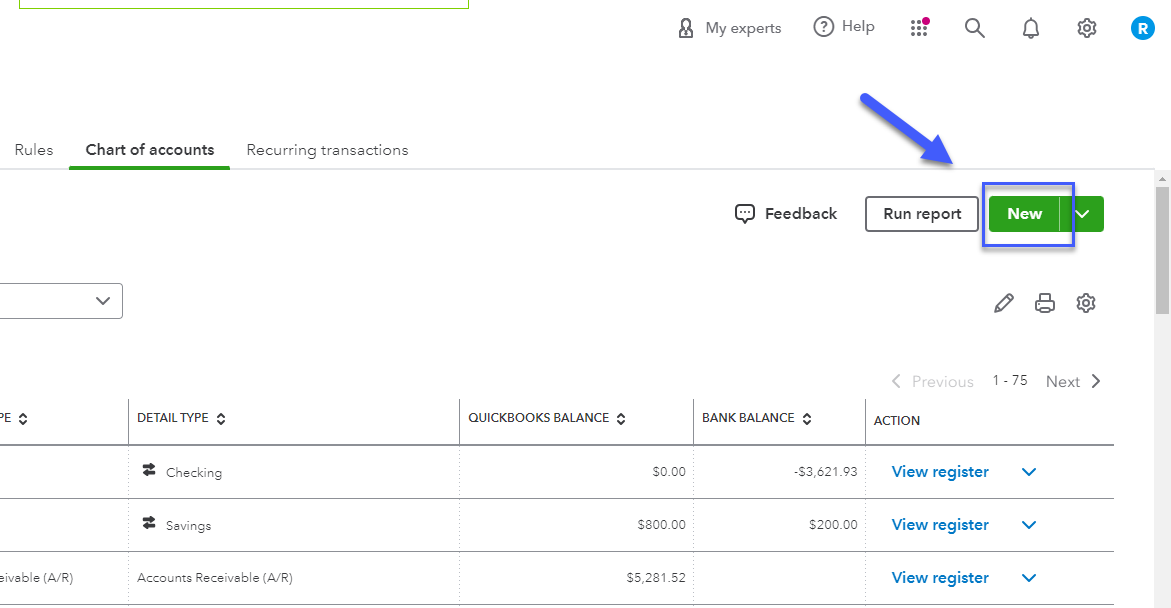 My experts Help R
Rules Chart of accounts Recurring transactions
Feedback Run report New
Previous 1 - 75 Next
PE DETAIL TYPE QUICKBOOKS BALANCE BANK BALANCE ACTION
Checking $0.00 -$3,621.93 View register
Savings $800.00 $200.00 View register
eivable (A/R) Accounts Receivable (A/R) $5,281.52 View register